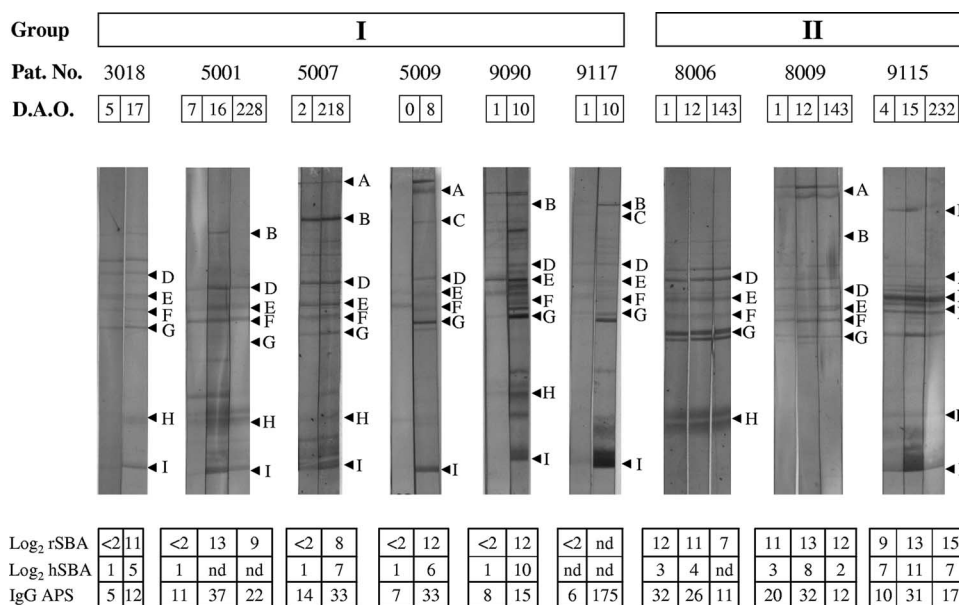 Group I II
Pat. No. 3018 5001 5007 5009 9090 9117 8006 8009 9115
D.A.O. 5 17 7 16 228 2 218 0 8 1 10 1 10 1 12 143 1 12 143 4 15 232
A
A
A
B
B
B
C
B
C
B
D
D
D
D
D
D
D
D
E
E
E
E
E
E
E
E
F
F
F
F
F
F
F
F
G
G
G
G
G
G
G
G
B
H
H
H
H
H
I
I
I
I
I
I
Log2 rSBA <2 11 <2 13 9 <2 8 <2 12 <2 12 <2 nd 12 11 7 11 13 12 9 13 15
Log2 hSBA 1 5 1 nd nd 1 7 1 6 1 10 nd nd 3 4 nd 3 8 2 7 11 7
IgG APS 5 12 11 37 22 14 33 7 33 8 15 6 175 32 26 11 20 32 12 10 31 17